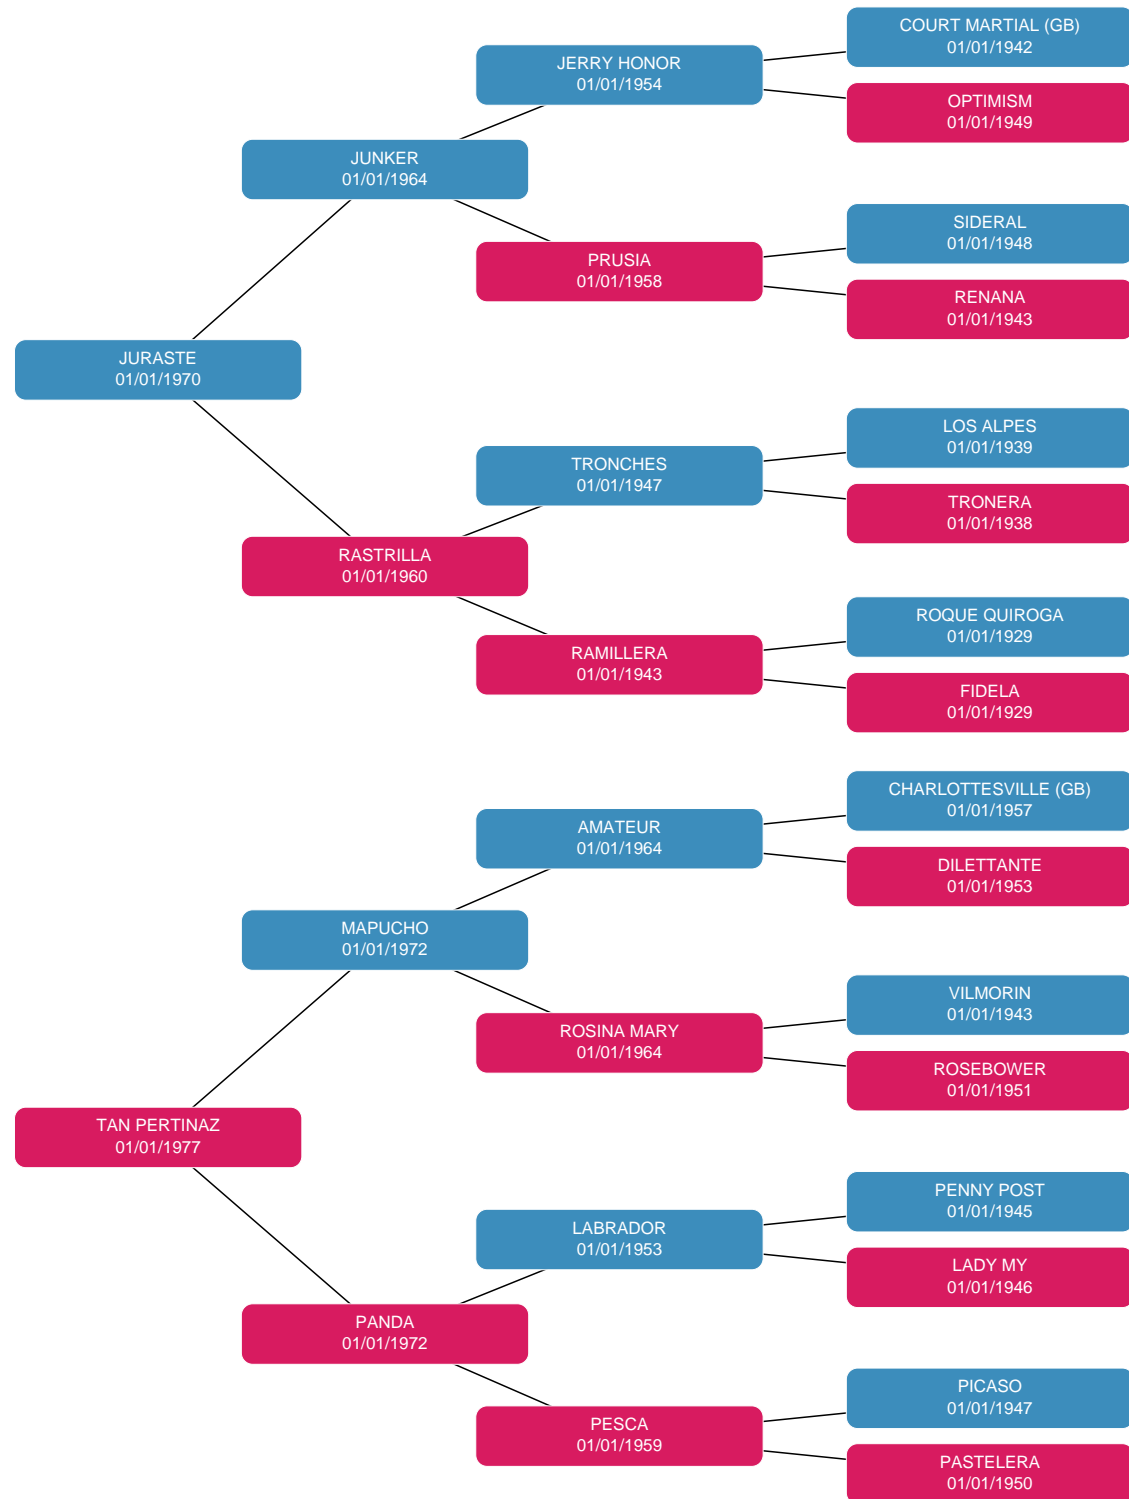 COURT MARTIAL (GB)
01/01/1942
JERRY HONOR
01/01/1954
OPTIMISM
01/01/1949
JUNKER
01/01/1964
SIDERAL
01/01/1948
PRUSIA
01/01/1958
RENANA
01/01/1943
JURASTE
01/01/1970
LOS ALPES
01/01/1939
TRONCHES
01/01/1947
TRONERA
01/01/1938
RASTRILLA
01/01/1960
ROQUE QUIROGA
01/01/1929
RAMILLERA
01/01/1943
FIDELA
01/01/1929
CHARLOTTESVILLE (GB)
01/01/1957
AMATEUR
01/01/1964
DILETTANTE
01/01/1953
MAPUCHO
01/01/1972
VILMORIN
01/01/1943
ROSINA MARY
01/01/1964
ROSEBOWER
01/01/1951
TAN PERTINAZ
01/01/1977
PENNY POST
01/01/1945
LABRADOR
01/01/1953
LADY MY
01/01/1946
PANDA
01/01/1972
PICASO
01/01/1947
PESCA
01/01/1959
PASTELERA
01/01/1950